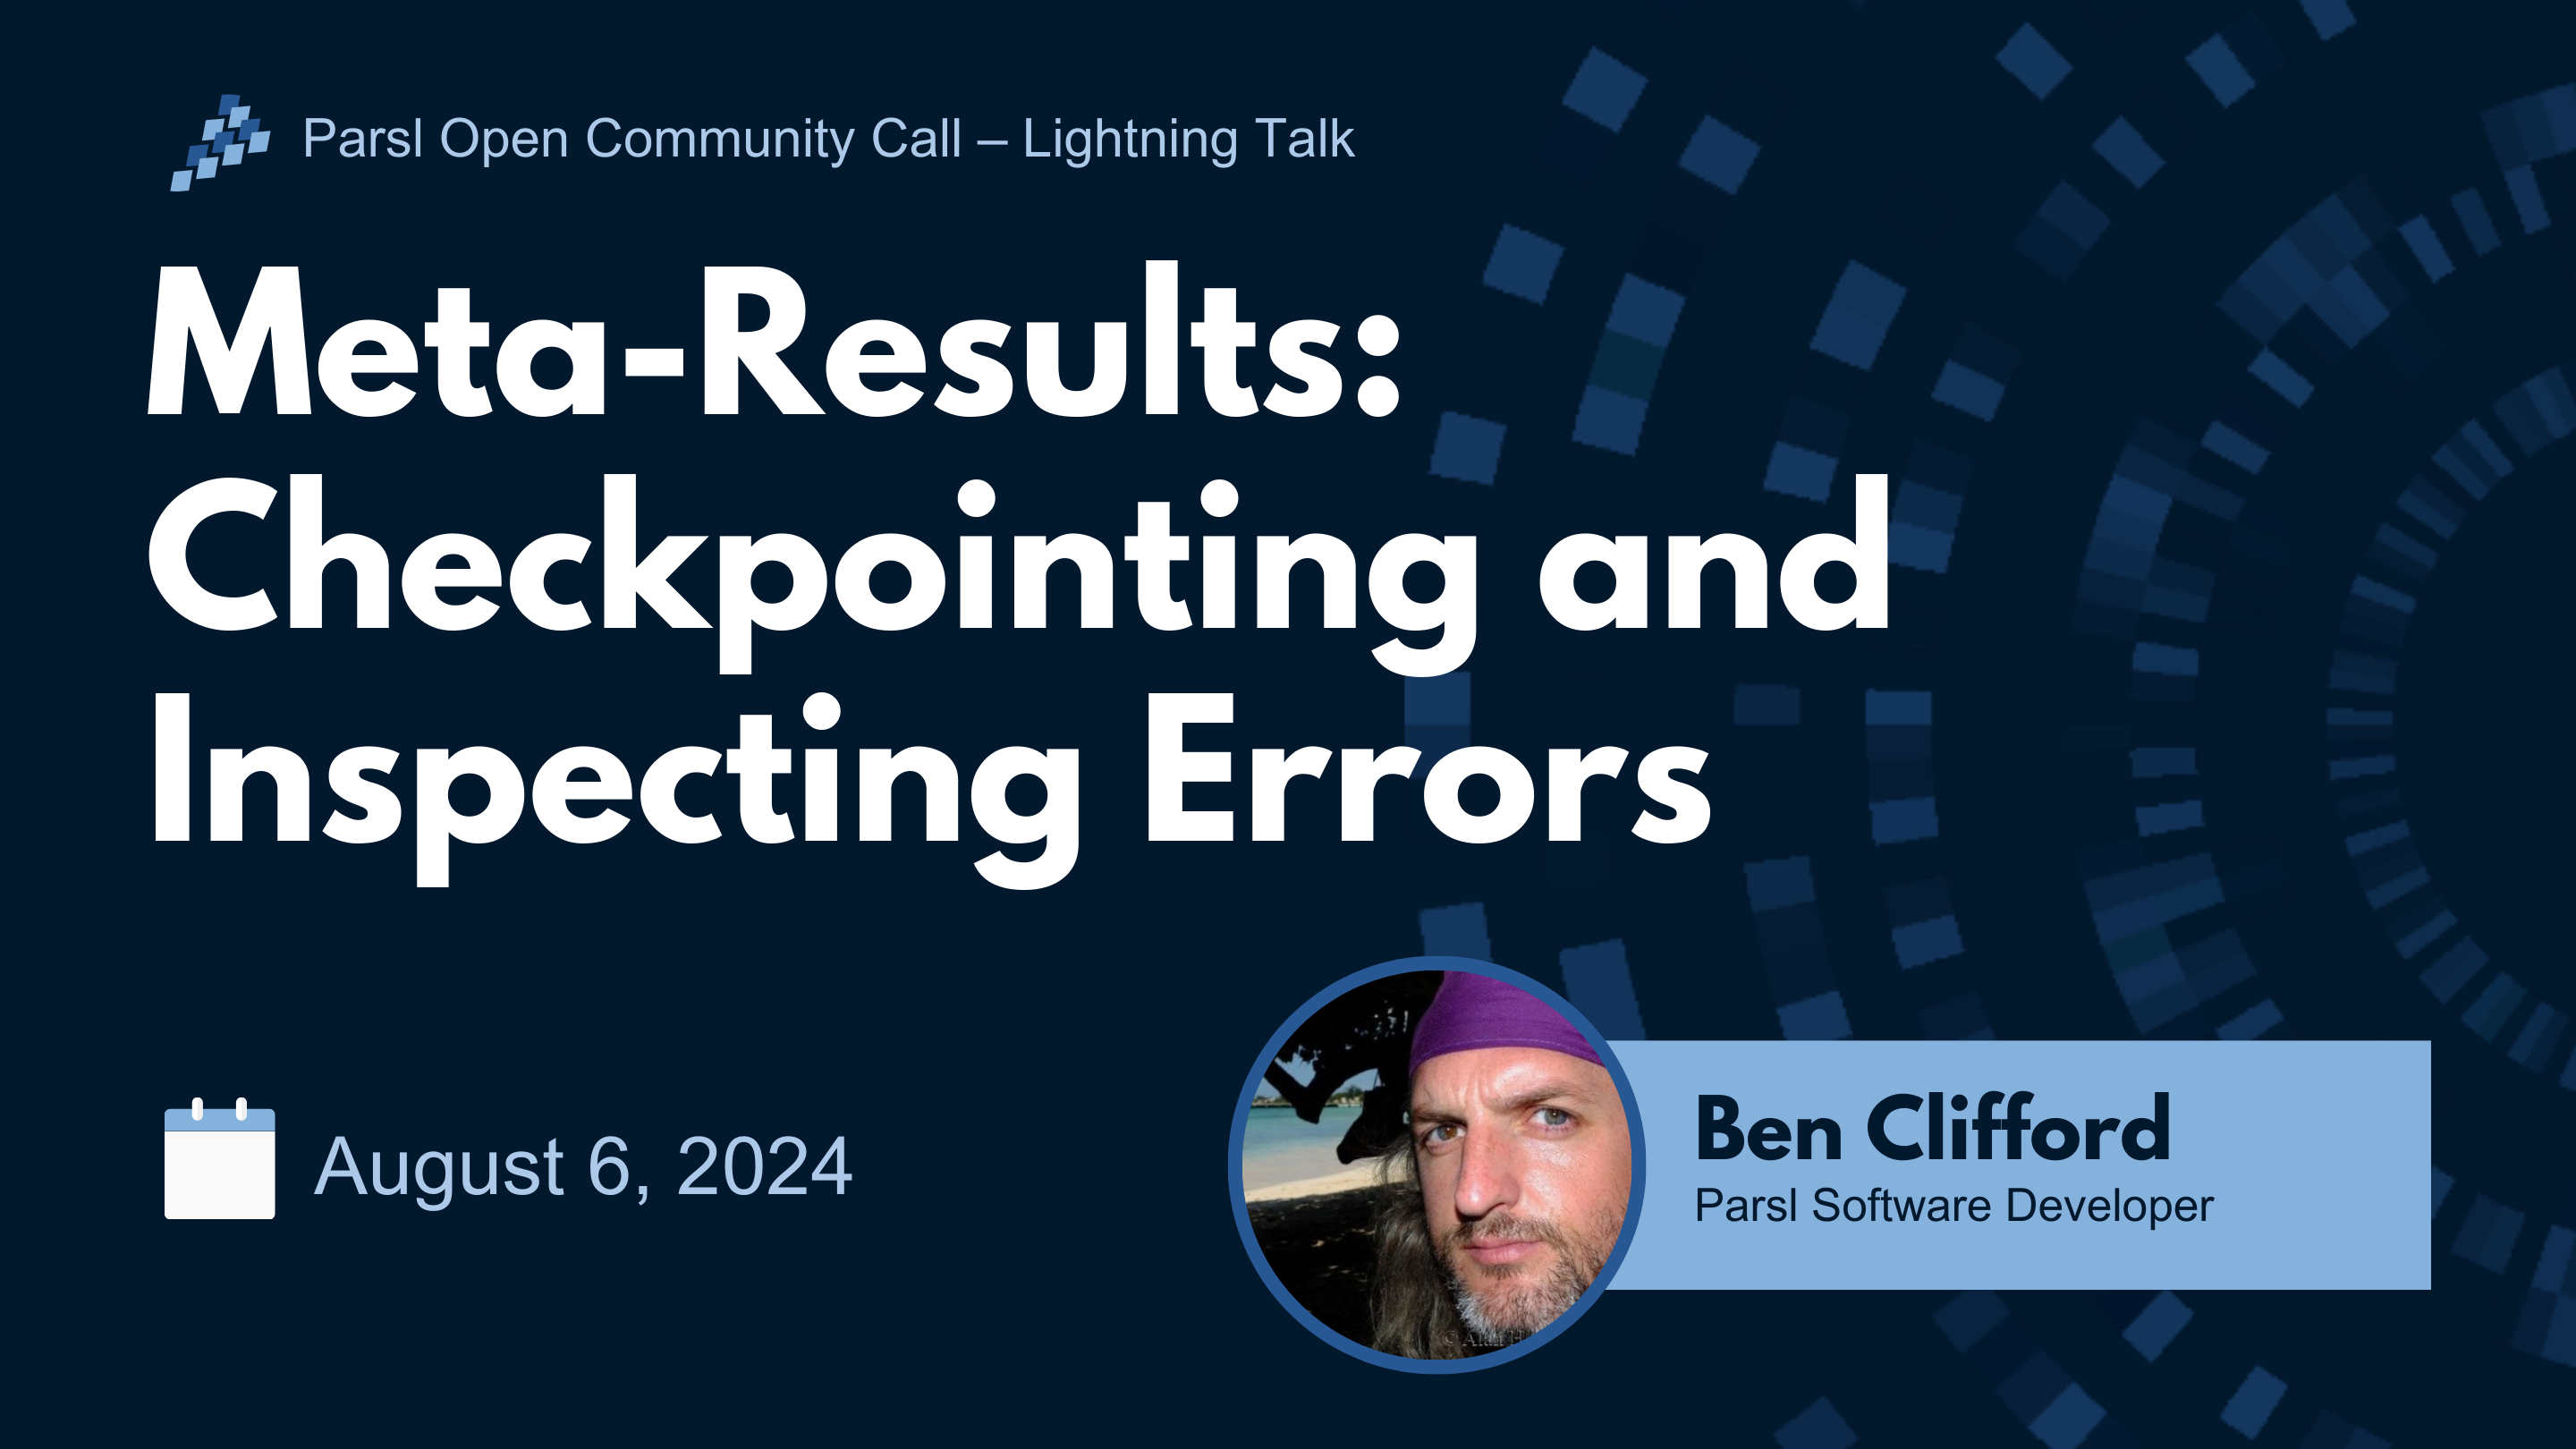 Parsl Open Community Call – Lightning Talk
Meta-Results:
Checkpointing and
Inspecting Errors
August 6, 2024
Ben Clifford
Parsl Software Developer